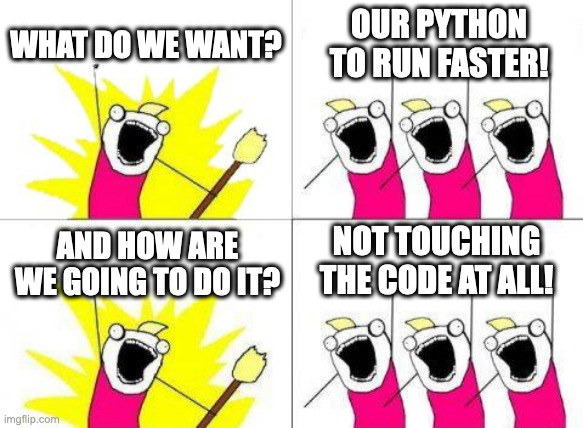 WHAT DO WE WANT?
OUR PYTHON
TO RUN FASTER!
AND HOW ARE
WE GOING TO DO IT?
NOT TOUCHING
THE CODE AT ALL!
imgflip.com